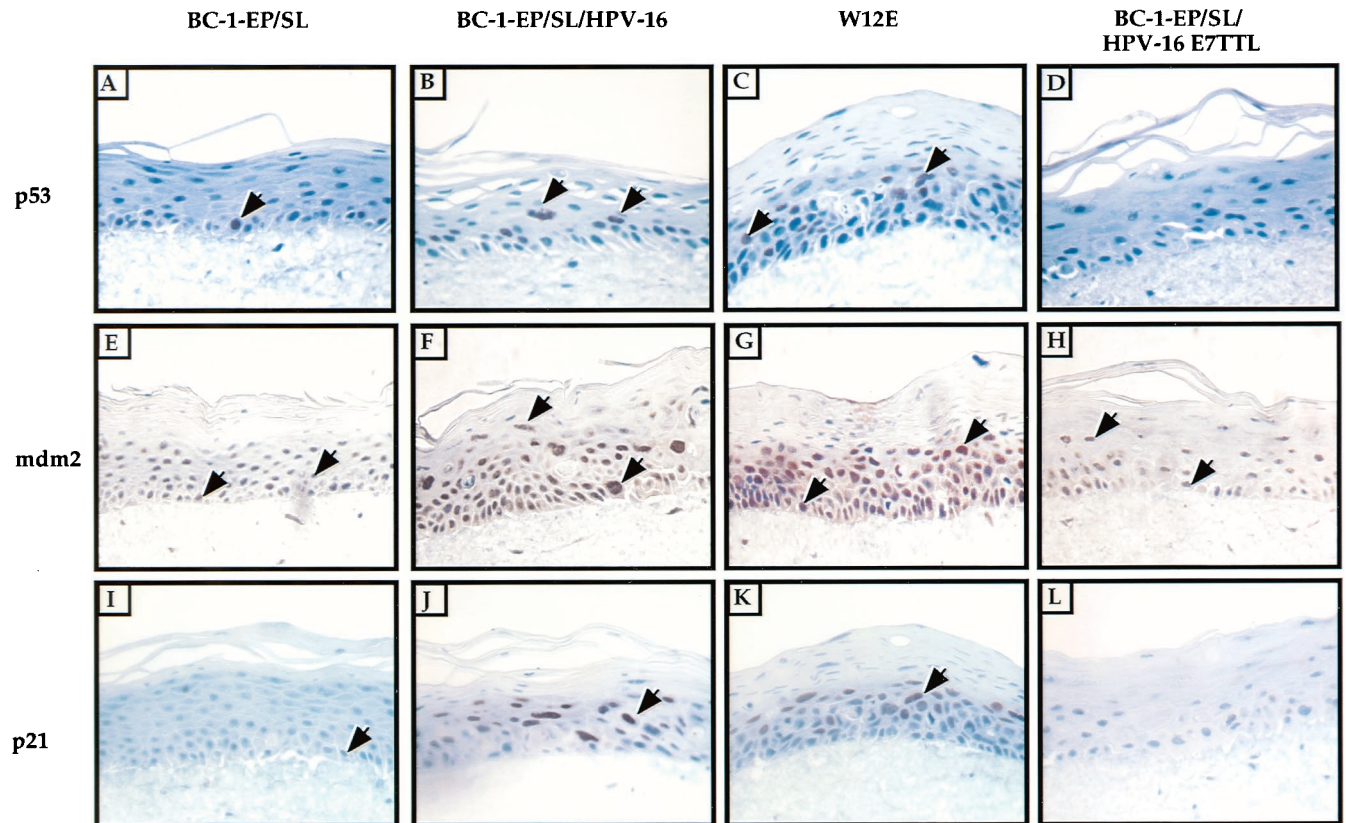 BC-1-EP/SL
BC-1-EP/SL/HPV-16
W12E
BC-1-EP/SL/
HPV-16 E7TTL
p53
A
B
C
D
mdm2
E
F
G
H
p21
I
J
K
L